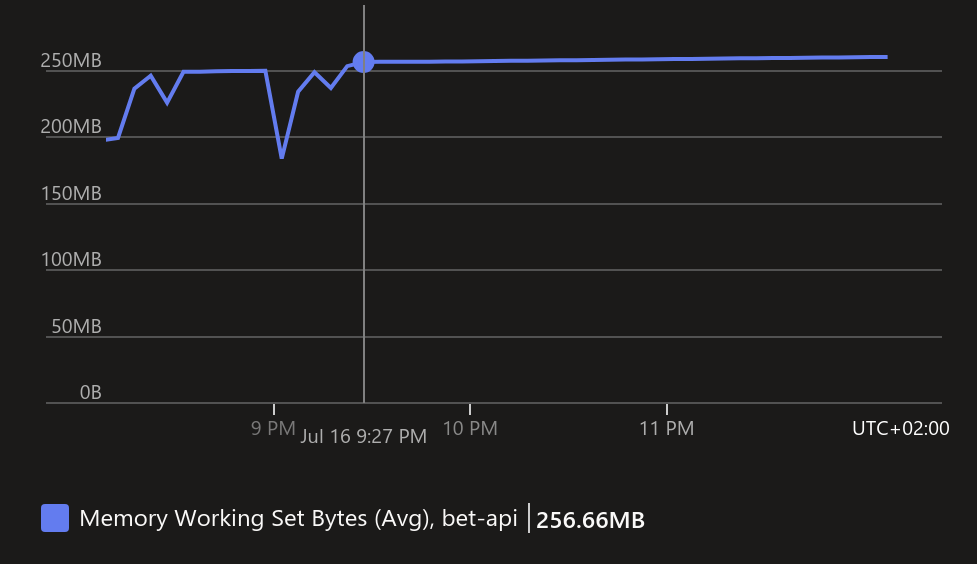 250MB
200MB
150MB
100MB
50MB
0B
9 PM Jul 16 9:27 PM 10 PM 11 PM UTC+02:00
Memory Working Set Bytes (Avg), bet-api 256.66MB